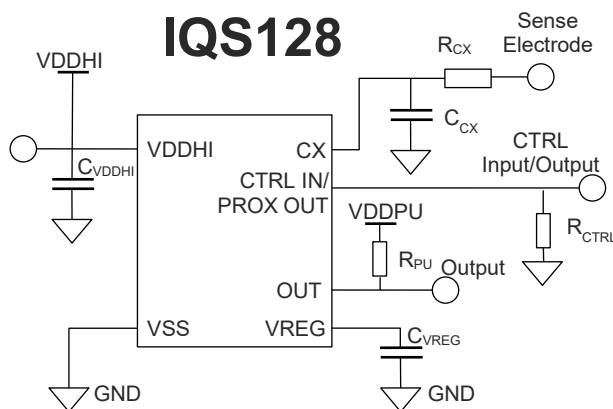 IQS128
Sense
Electrode
RCX
VDDHI
CCX
CTRL
Input/Output
VDDHI
CX
CVDDHI
CTRL IN/
PROX OUT
VDDPU
RCTRL
RPU
Output
OUT
VSS
VREG
CVREG
GND
GND